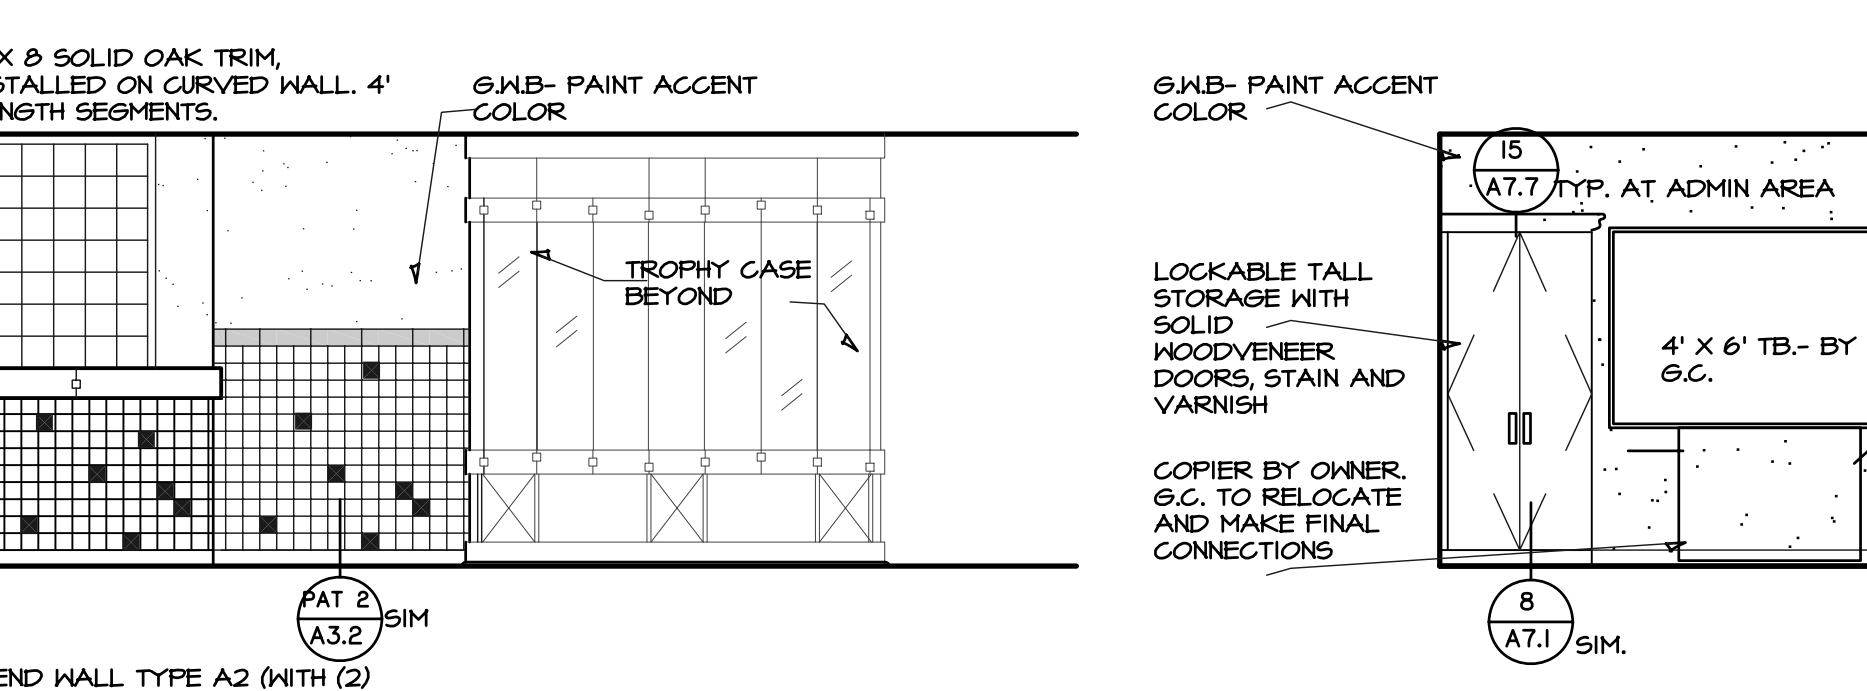 X 8 SOLID OAK TRIM,
STALLED ON CURVED WALL. 4'
NGTH SEGMENTS.
G.W.B- PAINT ACCENT
COLOR
TROPHY CASE
BEYOND
PAT 2
A3.2
SIM
END WALL TYPE A2 (WITH (2)
G.W.B- PAINT ACCENT
COLOR
15
A7.7
TYP. AT ADMIN AREA
LOCKABLE TALL
STORAGE WITH
SOLID
WOODVENEER
DOORS, STAIN AND
VARNISH
4' X 6' TB.- BY
G.C.
COPIER BY OWNER.
G.C. TO RELOCATE
AND MAKE FINAL
CONNECTIONS
8
A7.1
SIM.